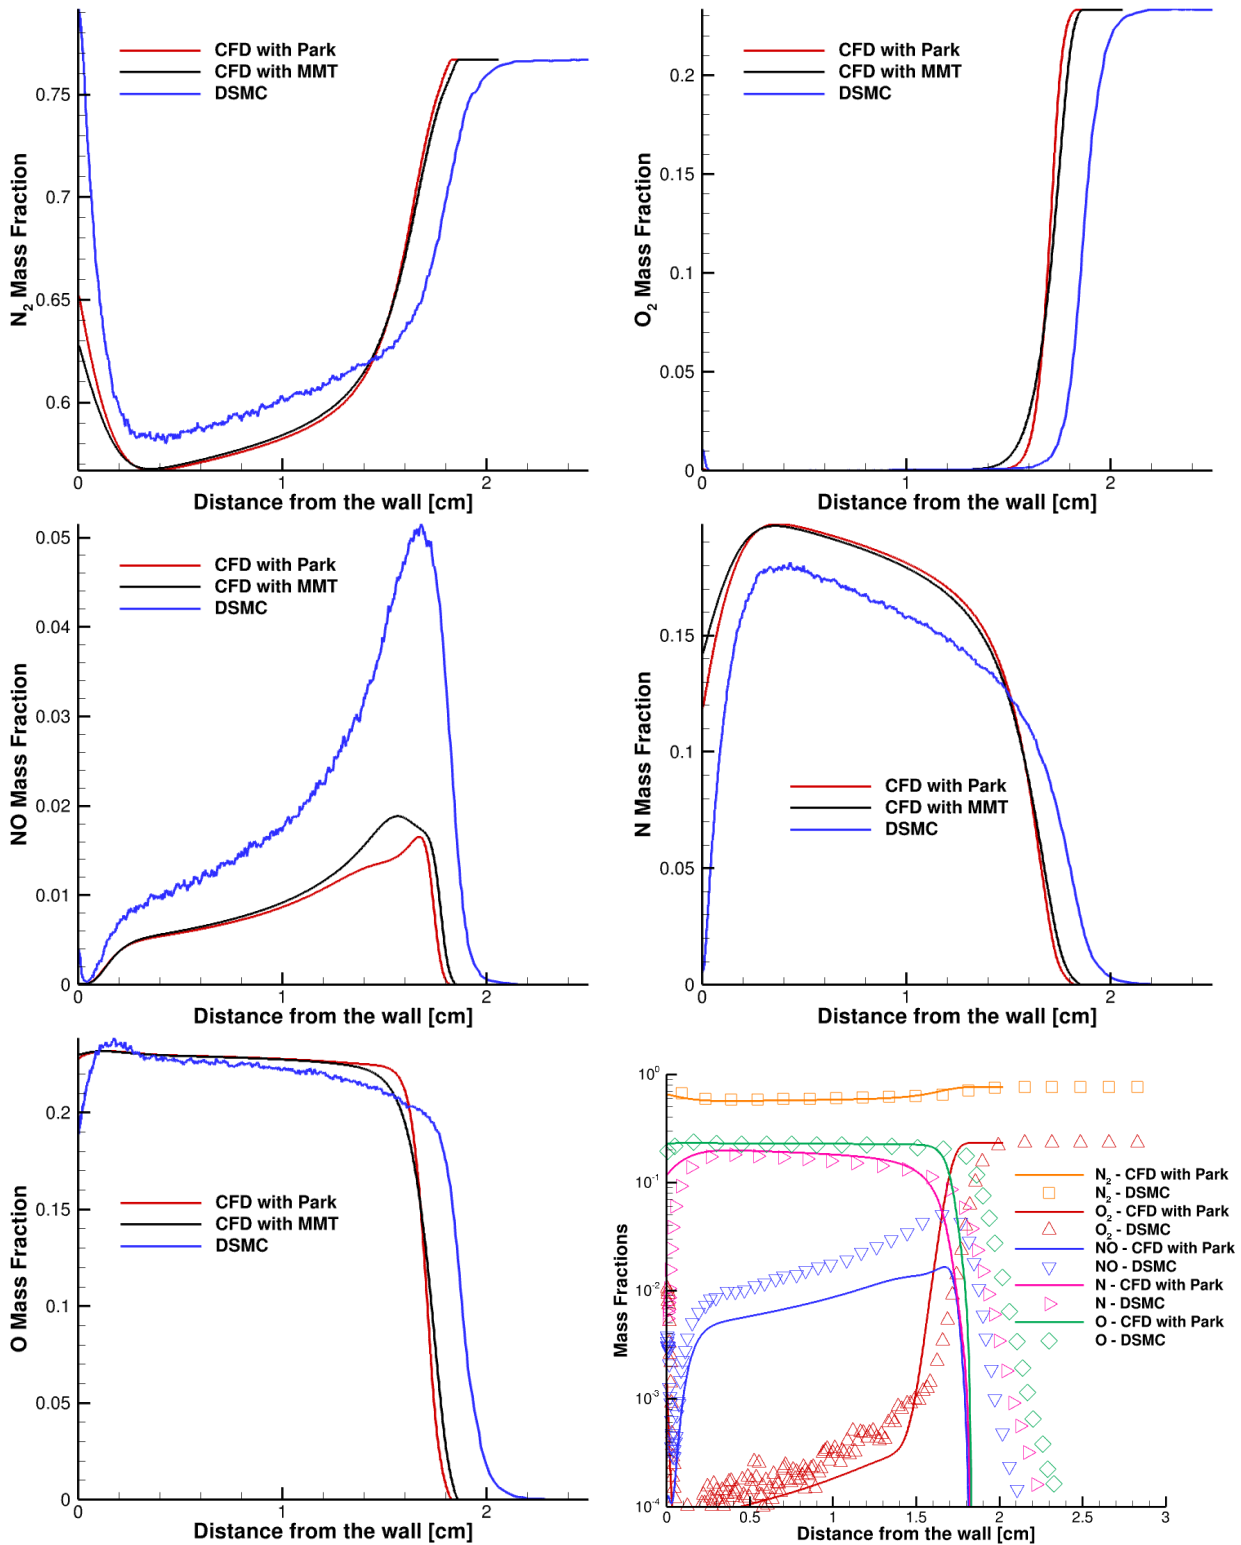 CFD with Park
CFD with MMT
DSMC
N2 Mass Fraction
0.75
0.7
0.65
0.6
0
1
2
Distance from the wall [cm]
CFD with Park
CFD with MMT
DSMC
O2 Mass Fraction
0.2
0.15
0.1
0.05
0
0
1
2
Distance from the wall [cm]
CFD with Park
CFD with MMT
DSMC
NO Mass Fraction
0.05
0.04
0.03
0.02
0.01
0
0
1
2
Distance from the wall [cm]
CFD with Park
CFD with MMT
DSMC
N Mass Fraction
0.15
0.1
0.05
0
0
1
2
Distance from the wall [cm]
CFD with Park
CFD with MMT
DSMC
O Mass Fraction
0.2
0.15
0.1
0.05
0
0
1
2
Distance from the wall [cm]
N2 - CFD with Park
N2 - DSMC
O2 - CFD with Park
O2 - DSMC
NO - CFD with Park
NO - DSMC
N - CFD with Park
N - DSMC
O - CFD with Park
O - DSMC
Mass Fractions
10^0
10^-1
10^-2
10^-3
10^-4
0
0.5
1
1.5
2
2.5
3
Distance from the wall [cm]